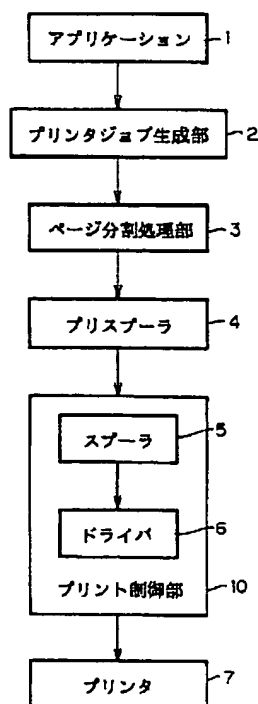 アプリケーション 1
プリンタジョブ生成部 2
ページ分割処理部 3
プリスプーラ 4
スプーラ 5
ドライバ 6
プリント制御部 10
プリンタ 7